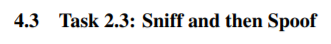 4.3 Task 2.3: Sniff and then Spoof